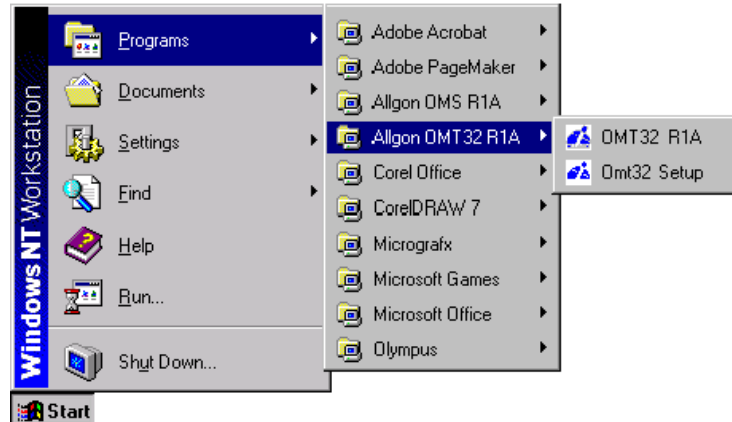 Windows NT Workstation
Programs
Documents
Settings
Find
Help
Run...
Shut Down...
Start
Adobe Acrobat
Adobe PageMaker
Allgon OMS R1A
Allgon OMT32 R1A
Corel Office
CorelDRAW 7
Micrografx
Microsoft Games
Microsoft Office
Olympus
OMT32 R1A
Omt32 Setup